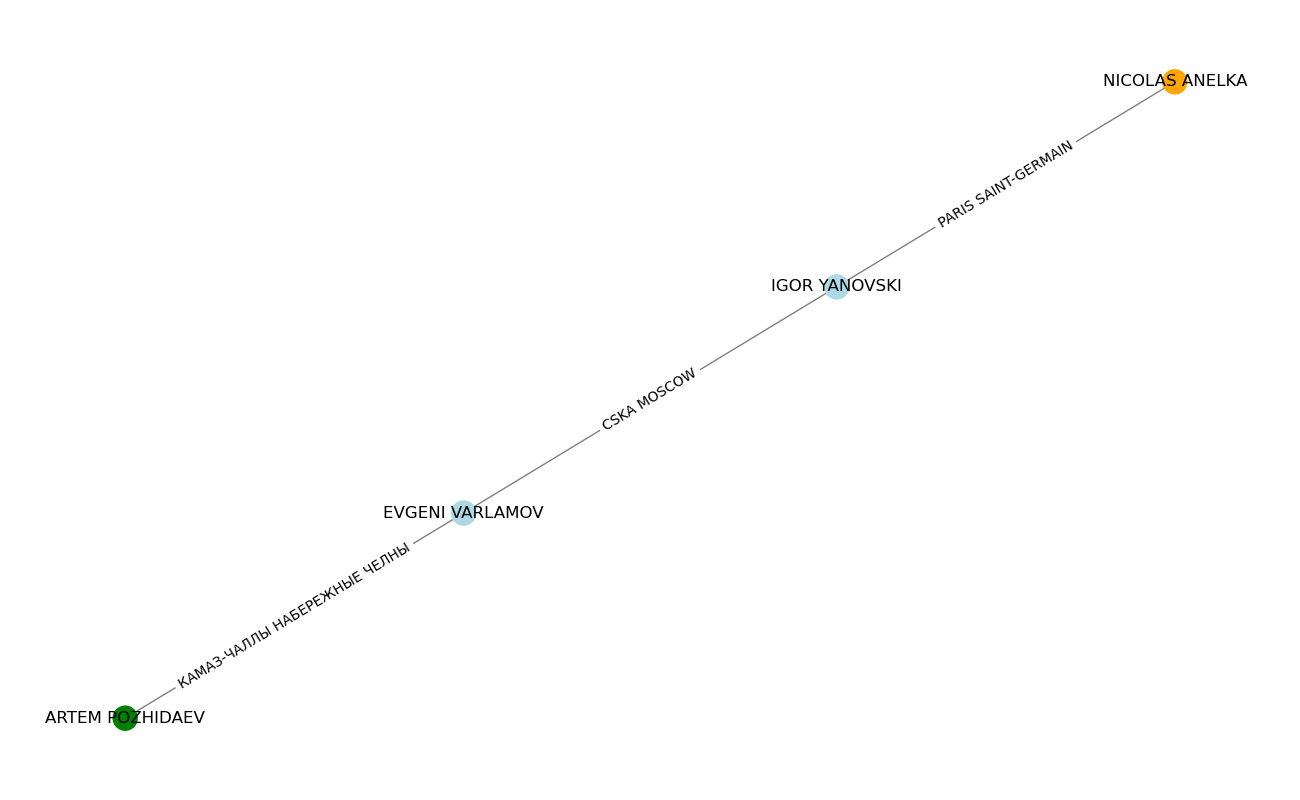 NICOLAS ANELKA
PARIS SAINT-GERMAIN
IGOR YANOVSKI
CSKA MOSCOW
EVGENI VARLAMOV
КАМАЗ-ЧАЛЛЫ НАБЕРЕЖНЫЕ ЧЕЛНЫ
ARTEM POZHIDAEV